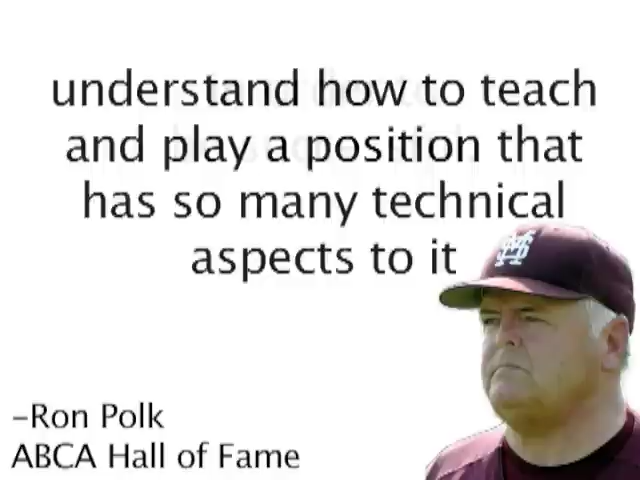 understand how to teach
and play a position that
has so many technical
aspects to it
-Ron Polk
ABCA Hall of Fame